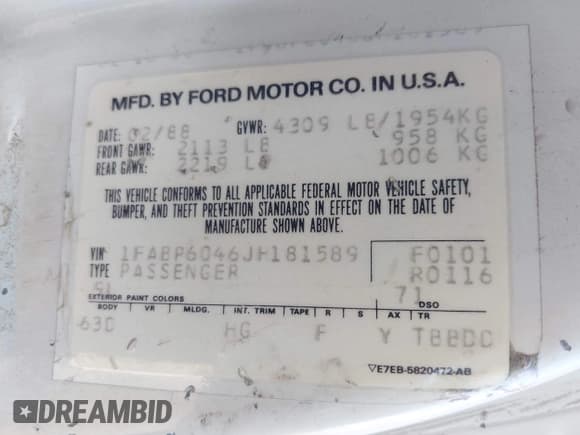 MFD. BY FORD MOTOR CO. IN U.S.A.
DATE: 02/88 GVWR: 4309 LB/1954KG
FRONT GAWR: 2113 LB 958 KG
REAR GAWR: 2219 LB 1006 KG
THIS VEHICLE CONFORMS TO ALL APPLICABLE FEDERAL MOTOR VEHICLE SAFETY,
BUMPER, AND THEFT PREVENTION STANDARDS IN EFFECT ON THE DATE OF
MANUFACTURE SHOWN ABOVE.
VIN 1FABP6046JH181589 F0101
TYPE PASSENGER R0116
71
EXTERIOR PAINT COLORS DSO
BODY VR MLDG. INT. TRIM TAPE R S AX TR
63D HG F Y T8BDD
▽E7EB-5820472-AB
DREAMBID